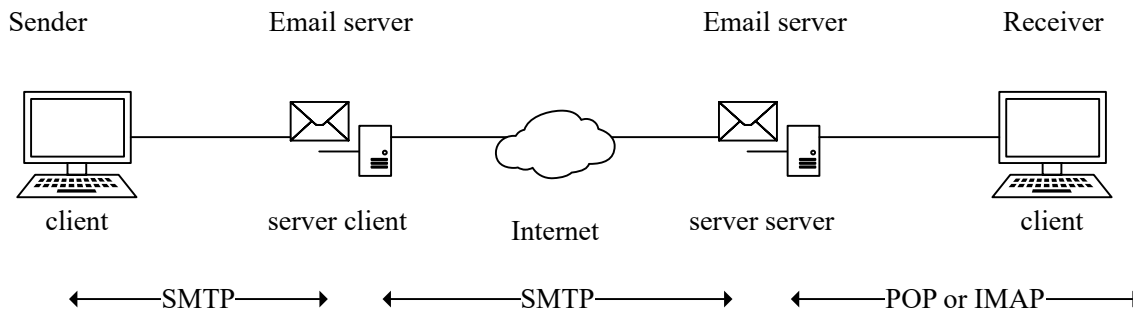 Sender Email server Email server Receiver
client server client Internet server server client
SMTP SMTP POP or IMAP